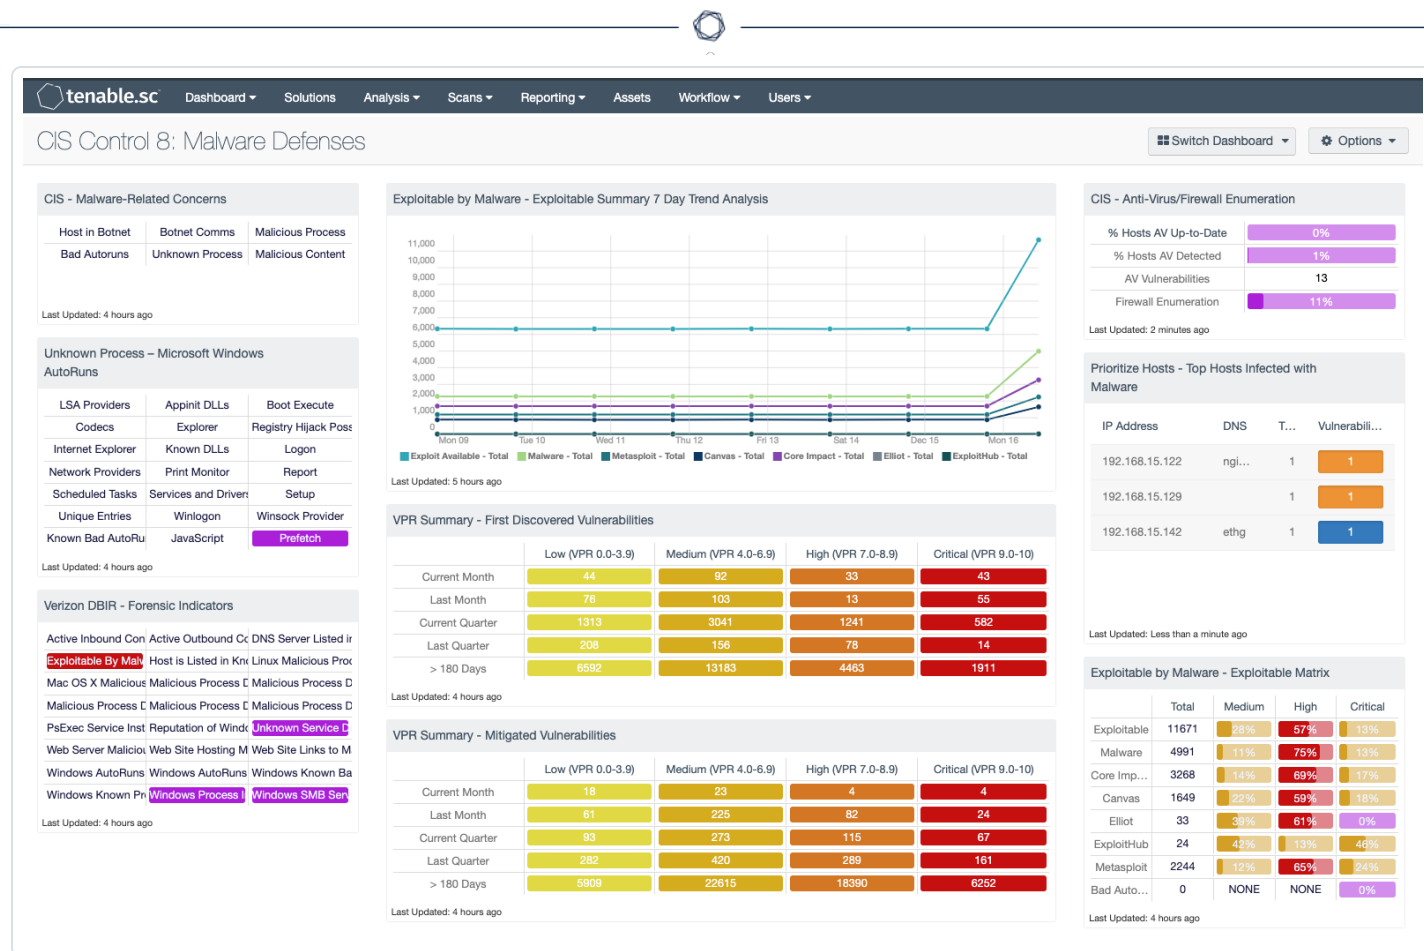 tenable.sc
Dashboard Solutions Analysis Scans Reporting Assets Workflow Users
CIS Control 8: Malware Defenses
Switch Dashboard Options
CIS - Malware-Related Concerns
Host in Botnet Botnet Comms Malicious Process
Bad Autoruns Unknown Process Malicious Content
Last Updated: 4 hours ago
Unknown Process – Microsoft Windows
AutoRuns
LSA Providers Appinit DLLs Boot Execute
Codecs Explorer Registry Hijack Poss
Internet Explorer Known DLLs Logon
Network Providers Print Monitor Report
Scheduled Tasks Services and Drivers Setup
Unique Entries Winlogon Winsock Provider
Known Bad AutoRu JavaScript Prefetch
Last Updated: 4 hours ago
Verizon DBIR - Forensic Indicators
Active Inbound Con Active Outbound Co DNS Server Listed in
Exploitable By Malw Host is Listed in Kno Linux Malicious Proc
Mac OS X Malicious Malicious Process D Malicious Process D
Malicious Process D Malicious Process D Malicious Process D
PsExec Service Inst Reputation of Windo Unknown Service D
Web Server Maliciou Web Site Hosting M Web Site Links to M
Windows AutoRuns Windows AutoRuns Windows Known Ba
Windows Known Pr Windows Process I Windows SMB Serv
Last Updated: 4 hours ago
Exploitable by Malware - Exploitable Summary 7 Day Trend Analysis
11,000
10,000
9,000
8,000
7,000
6,000
5,000
4,000
3,000
2,000
1,000
0
Mon 09 Tue 10 Wed 11 Thu 12 Fri 13 Sat 14 Dec 15 Mon 16
Exploit Available - Total Malware - Total Metasploit - Total Canvas - Total Core Impact - Total Elliot - Total ExploitHub - Total
Last Updated: 5 hours ago
VPR Summary - First Discovered Vulnerabilities
Low (VPR 0.0-3.9) Medium (VPR 4.0-6.9) High (VPR 7.0-8.9) Critical (VPR 9.0-10)
Current Month 44 92 33 43
Last Month 76 103 13 55
Current Quarter 1313 3041 1241 582
Last Quarter 208 156 78 14
> 180 Days 6592 13183 4463 1911
Last Updated: 4 hours ago
VPR Summary - Mitigated Vulnerabilities
Low (VPR 0.0-3.9) Medium (VPR 4.0-6.9) High (VPR 7.0-8.9) Critical (VPR 9.0-10)
Current Month 18 23 4 4
Last Month 61 225 82 24
Current Quarter 93 273 115 67
Last Quarter 282 420 289 161
> 180 Days 5909 22615 18390 6252
Last Updated: 4 hours ago
CIS - Anti-Virus/Firewall Enumeration
% Hosts AV Up-to-Date 0%
% Hosts AV Detected 1%
AV Vulnerabilities 13
Firewall Enumeration 11%
Last Updated: 2 minutes ago
Prioritize Hosts - Top Hosts Infected with
Malware
IP Address DNS T... Vulnerabili...
192.168.15.122 ngi... 1 1
192.168.15.129 1 1
192.168.15.142 ethg 1 1
Last Updated: Less than a minute ago
Exploitable by Malware - Exploitable Matrix
Total Medium High Critical
Exploitable 11671 28% 57% 13%
Malware 4991 11% 75% 13%
Core Imp... 3268 14% 69% 17%
Canvas 1649 22% 59% 18%
Elliot 33 39% 61% 0%
ExploitHub 24 42% 13% 46%
Metasploit 2244 12% 65% 24%
Bad Auto... 0 NONE NONE 0%
Last Updated: 4 hours ago